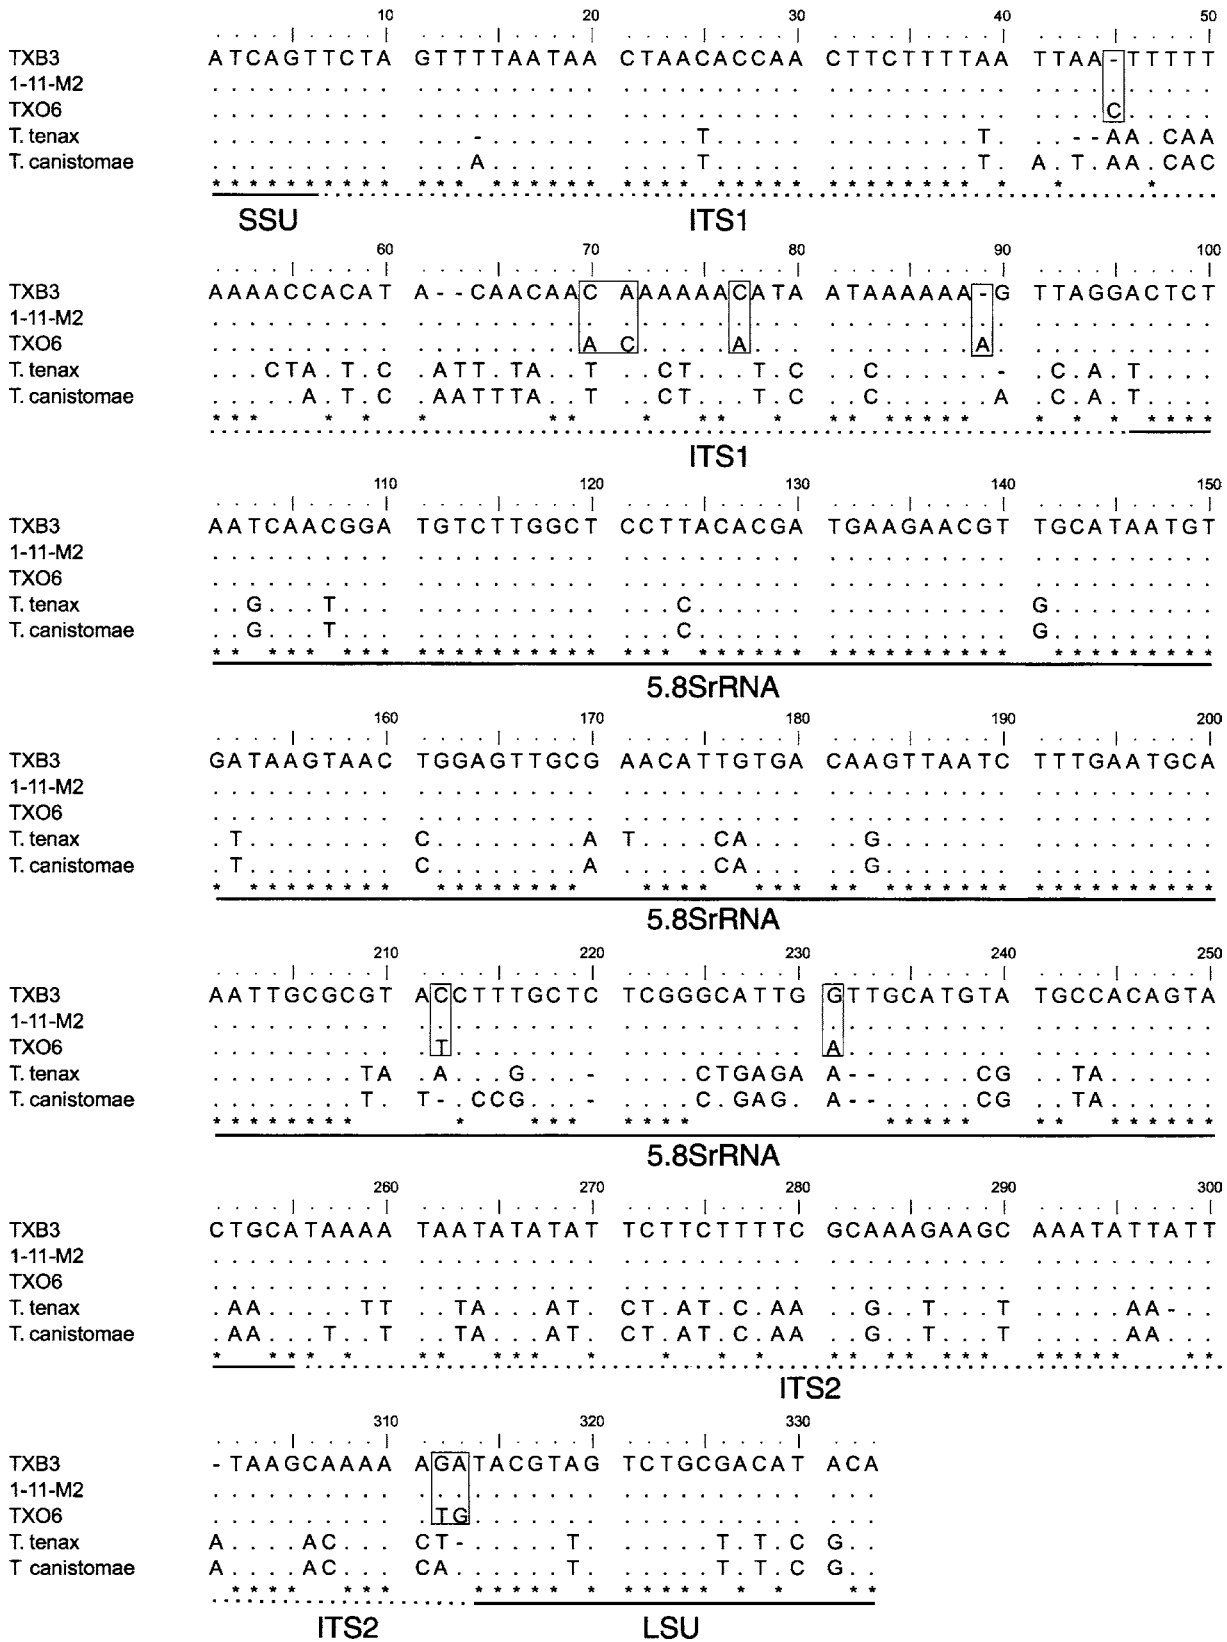 10 20 30 40 50
TXB3 ATCAGTTCTA GTTTTAATAA CTAACACCAA CTTCTTTTAA TTAA-TTTTT
1-11-M2 .......... .......... .......... .......... ..........
TXO6 .......... .......... .......... .......... ....C.....
T. tenax .......... ...-...... ....T..... ........T. ..--AA.CAA
T. canistomae .......... ...A...... ....T..... ........T. A.T.AA.CAC
SSU ITS1
60 70 80 90 100
TXB3 AAAACCACAT A--CAACAAC AAAAAACATA ATAAAAAA-G TTAGGACTCT
1-11-M2 .......... .......... .......... .......... ..........
TXO6 .......... .........A C.....A... ........A. ..........
T. tenax ...CTA.T.C .ATT.TA..T ..CT...T.C ...C.....- .C.A.T....
T. canistomae .....A.T.C .AATTTA..T ..CT...T.C ...C.....A .C.A.T....
ITS1
110 120 130 140 150
TXB3 AATCAACGGA TGTCTTGGCT CCTTACACGA TGAAGAACGT TGCATAATGT
1-11-M2 .......... .......... .......... .......... ..........
TXO6 .......... .......... .......... .......... ..........
T. tenax ..G...T... .......... ...C...... .......... G.........
T. canistomae ..G...T... .......... ...C...... .......... G.........
5.8SrRNA
160 170 180 190 200
TXB3 GATAAGTAAC TGGAGTTGCG AACATTGTGA CAAGTTAATC TTTGAATGCA
1-11-M2 .......... .......... .......... .......... ..........
TXO6 .......... .......... .......... .......... ..........
T. tenax .T........ C........A T....CA... ...G...... ..........
T. canistomae .T........ C........A .....CA... ...G...... ..........
5.8SrRNA
210 220 230 240 250
TXB3 AATTGCGCGT ACCTTTGCTC TCGGGCATTG GTTGCATGTA TGCCACAGTA
1-11-M2 .......... .......... .......... .......... ..........
TXO6 .......... .T........ .......... A......... ..........
T. tenax ........TA .A...G...- ....CTGAGA A--.....CG ..TA......
T. canistomae ........T. T-.CCG...- ....C.GAG. A--.....CG ..TA......
5.8SrRNA
260 270 280 290 300
TXB3 CTGCATAAAA TAATATATAT TCTTCTTTTC GCAAAGAAGC AAATATTATT
1-11-M2 .......... .......... .......... .......... ..........
TXO6 .......... .......... .......... .......... ..........
T. tenax .AA.....TT ..TA...AT. CT.AT.C.AA ..G..T...T .....AA-..
T. canistomae .AA...T..T ..TA...AT. CT.AT.C.AA ..G..T...T .....AA...
ITS2
310 320 330
TXB3 -TAAGCAAAA AGATACGTAG TCTGCGACAT ACA
1-11-M2 .......... .......... .......... ...
TXO6 .......... .TG....... .......... ...
T. tenax A....AC... CT-.....T. .....T.T.C G..
T canistomae A....AC... CA......T. .....T.T.C G..
ITS2 LSU